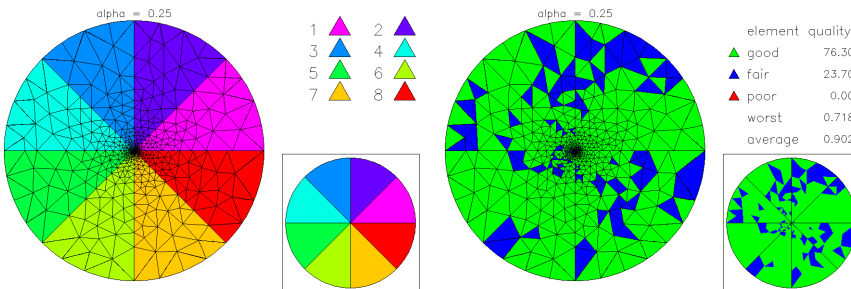 alpha = 0.25
1 2
3 4
5 6
7 8
alpha = 0.25
element quality
good 76.30
fair 23.70
poor 0.00
worst 0.718
average 0.902